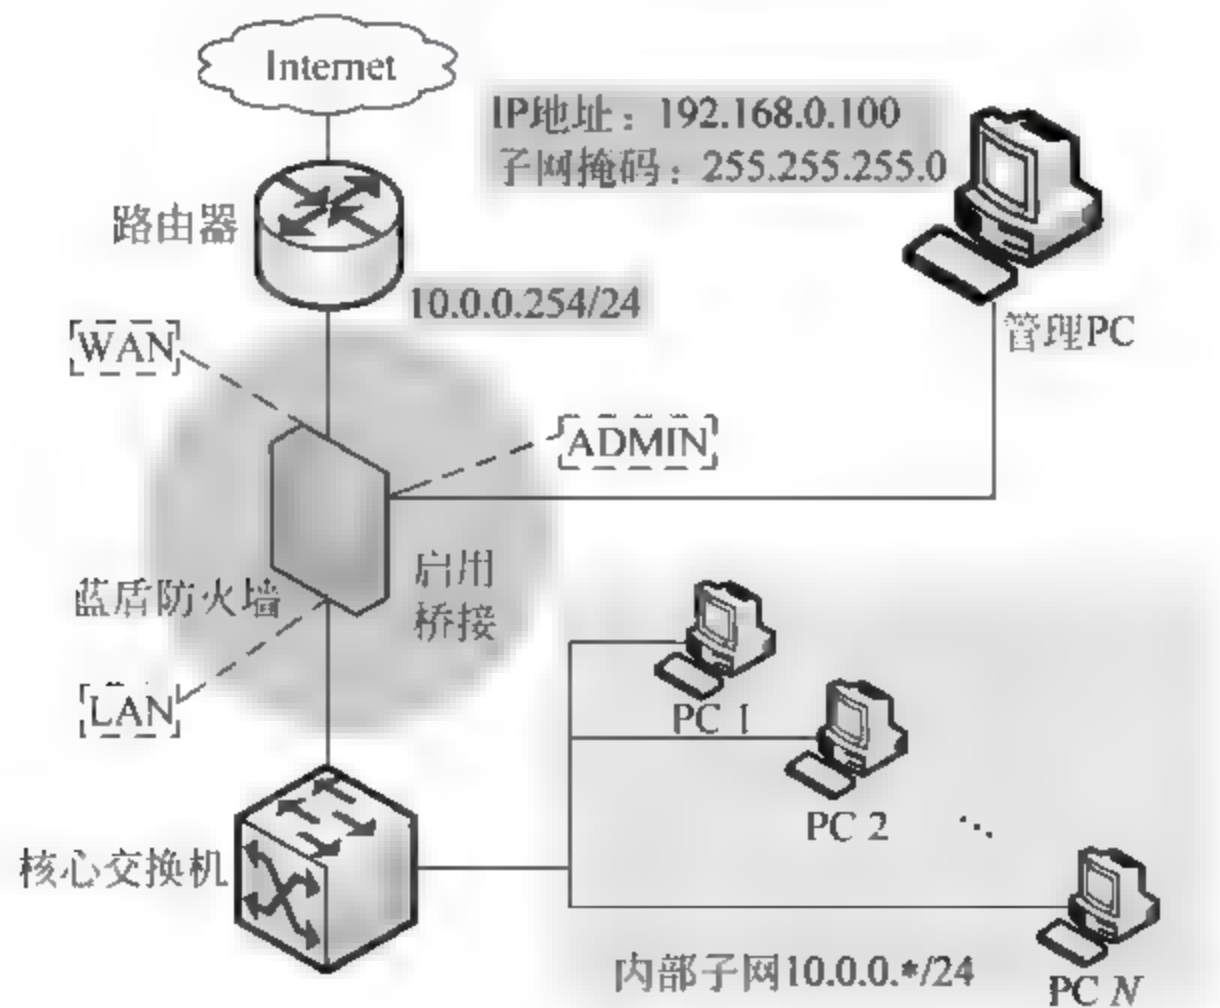 Internet
IP地址：192.168.0.100
子网掩码：255.255.255.0
路由器
10.0.0.254/24
管理PC
WAN
ADMIN
启用
桥接
蓝盾防火墙
LAN
PC 1
PC 2
核心交换机
内部子网10.0.0.*/24
PC N